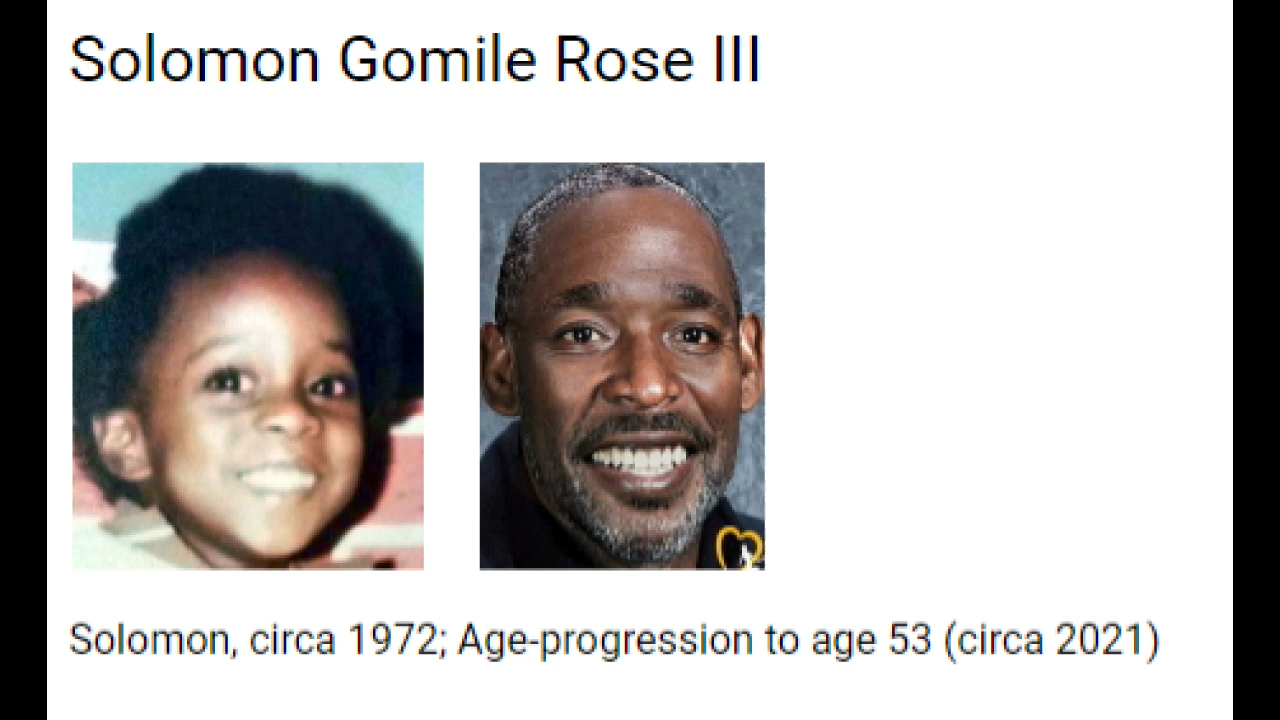 Solomon Gomile Rose III
Solomon, circa 1972; Age-progression to age 53 (circa 2021)